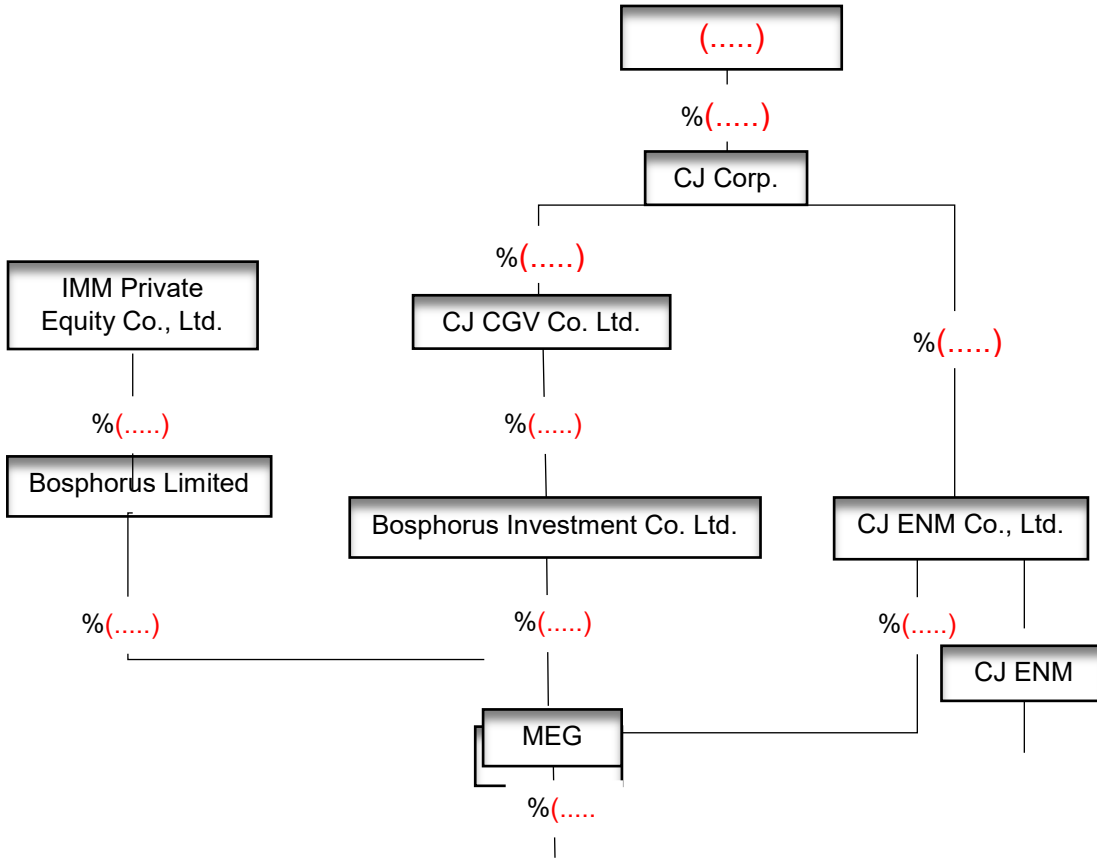 (.....)
%(.....)
CJ Corp.
%(.....)
IMM Private
Equity Co., Ltd.
CJ CGV Co. Ltd.
%(.....)
%(.....)
%(.....)
Bosphorus Limited
Bosphorus Investment Co. Ltd.
CJ ENM Co., Ltd.
%(.....)
%(.....)
%(.....)
CJ ENM
MEG
%(.....